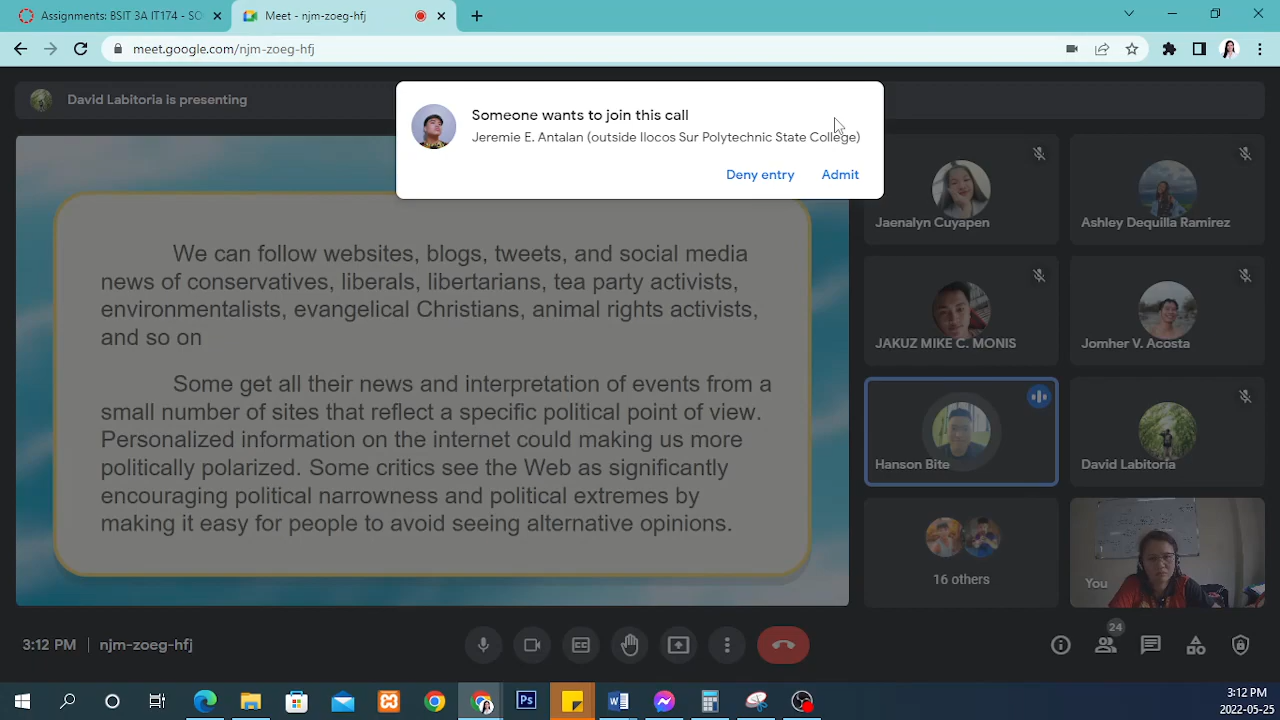 Assignments: BSIT 3A IT174 - SO
Meet - njm-zoeg-hfj
meet.google.com/njm-zoeg-hfj
David Labitoria is presenting
Someone wants to join this call
Jeremie E. Antalan (outside Ilocos Sur Polytechnic State College)
Deny entry
Admit
We can follow websites, blogs, tweets, and social media
news of conservatives, liberals, libertarians, tea party activists,
environmentalists, evangelical Christians, animal rights activists,
and so on
Some get all their news and interpretation of events from a
small number of sites that reflect a specific political point of view.
Personalized information on the internet could making us more
politically polarized. Some critics see the Web as significantly
encouraging political narrowness and political extremes by
making it easy for people to avoid seeing alternative opinions.
Jaenalyn Cuyapen
Ashley Dequilla Ramirez
JAKUZ MIKE C. MONIS
Jomher V. Acosta
Hanson Bite
David Labitoria
16 others
You
3:12 PM | njm-zoeg-hfj
24
Ps
3:12 PM
2022-05-25